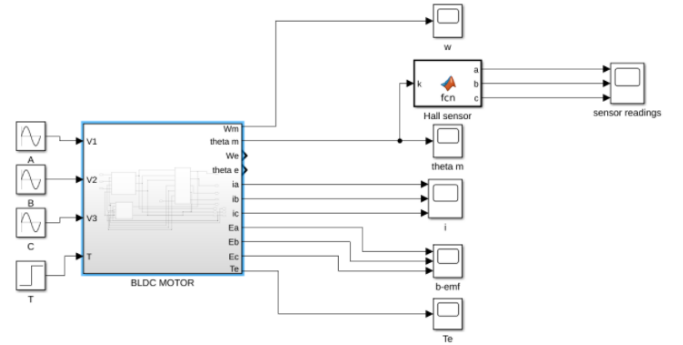 w
k
fcn
a
b
c
Hall sensor
sensor readings
A
B
C
T
V1
V2
V3
T
Wm
theta m
We
theta e
ia
ib
ic
Ea
Eb
Ec
Te
BLDC MOTOR
theta m
i
b-emf
Te